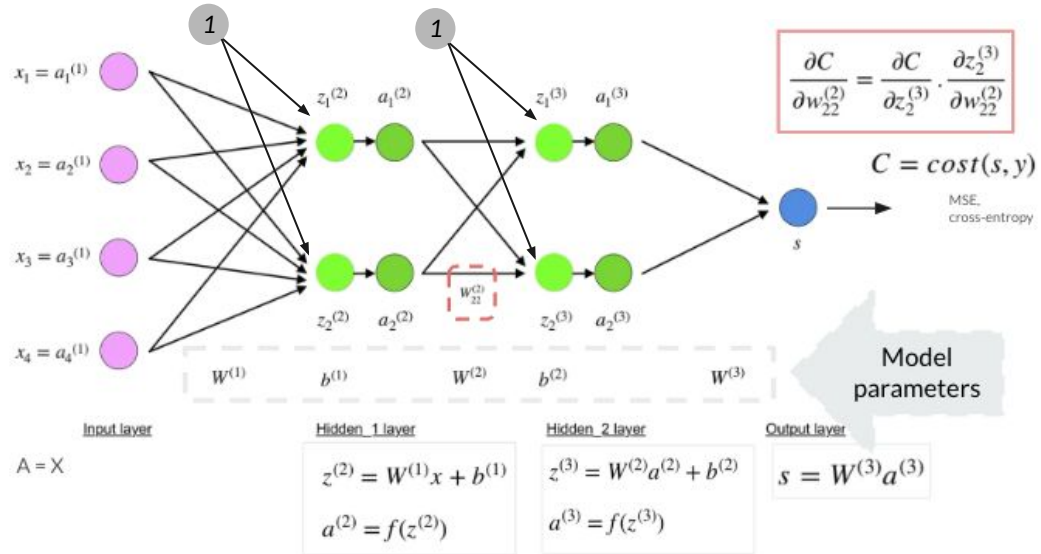 1
1
x₁ = a₁⁽¹⁾
x₂ = a₂⁽¹⁾
x₃ = a₃⁽¹⁾
x₄ = a₄⁽¹⁾
z₁⁽²⁾ a₁⁽²⁾
z₁⁽³⁾ a₁⁽³⁾
z₂⁽²⁾ a₂⁽²⁾
W₂₂⁽²⁾
z₂⁽³⁾ a₂⁽³⁾
s
∂C/∂w₂₂⁽²⁾ = ∂C/∂z₂⁽³⁾ . ∂z₂⁽³⁾/∂w₂₂⁽²⁾
C = cost(s, y)
MSE,
cross-entropy
W⁽¹⁾ b⁽¹⁾ W⁽²⁾ b⁽²⁾ W⁽³⁾
Model
parameters
Input layer
A = X
Hidden_1 layer
z⁽²⁾ = W⁽¹⁾x + b⁽¹⁾
a⁽²⁾ = f(z⁽²⁾)
Hidden_2 layer
z⁽³⁾ = W⁽²⁾a⁽²⁾ + b⁽²⁾
a⁽³⁾ = f(z⁽³⁾)
Output layer
s = W⁽³⁾a⁽³⁾